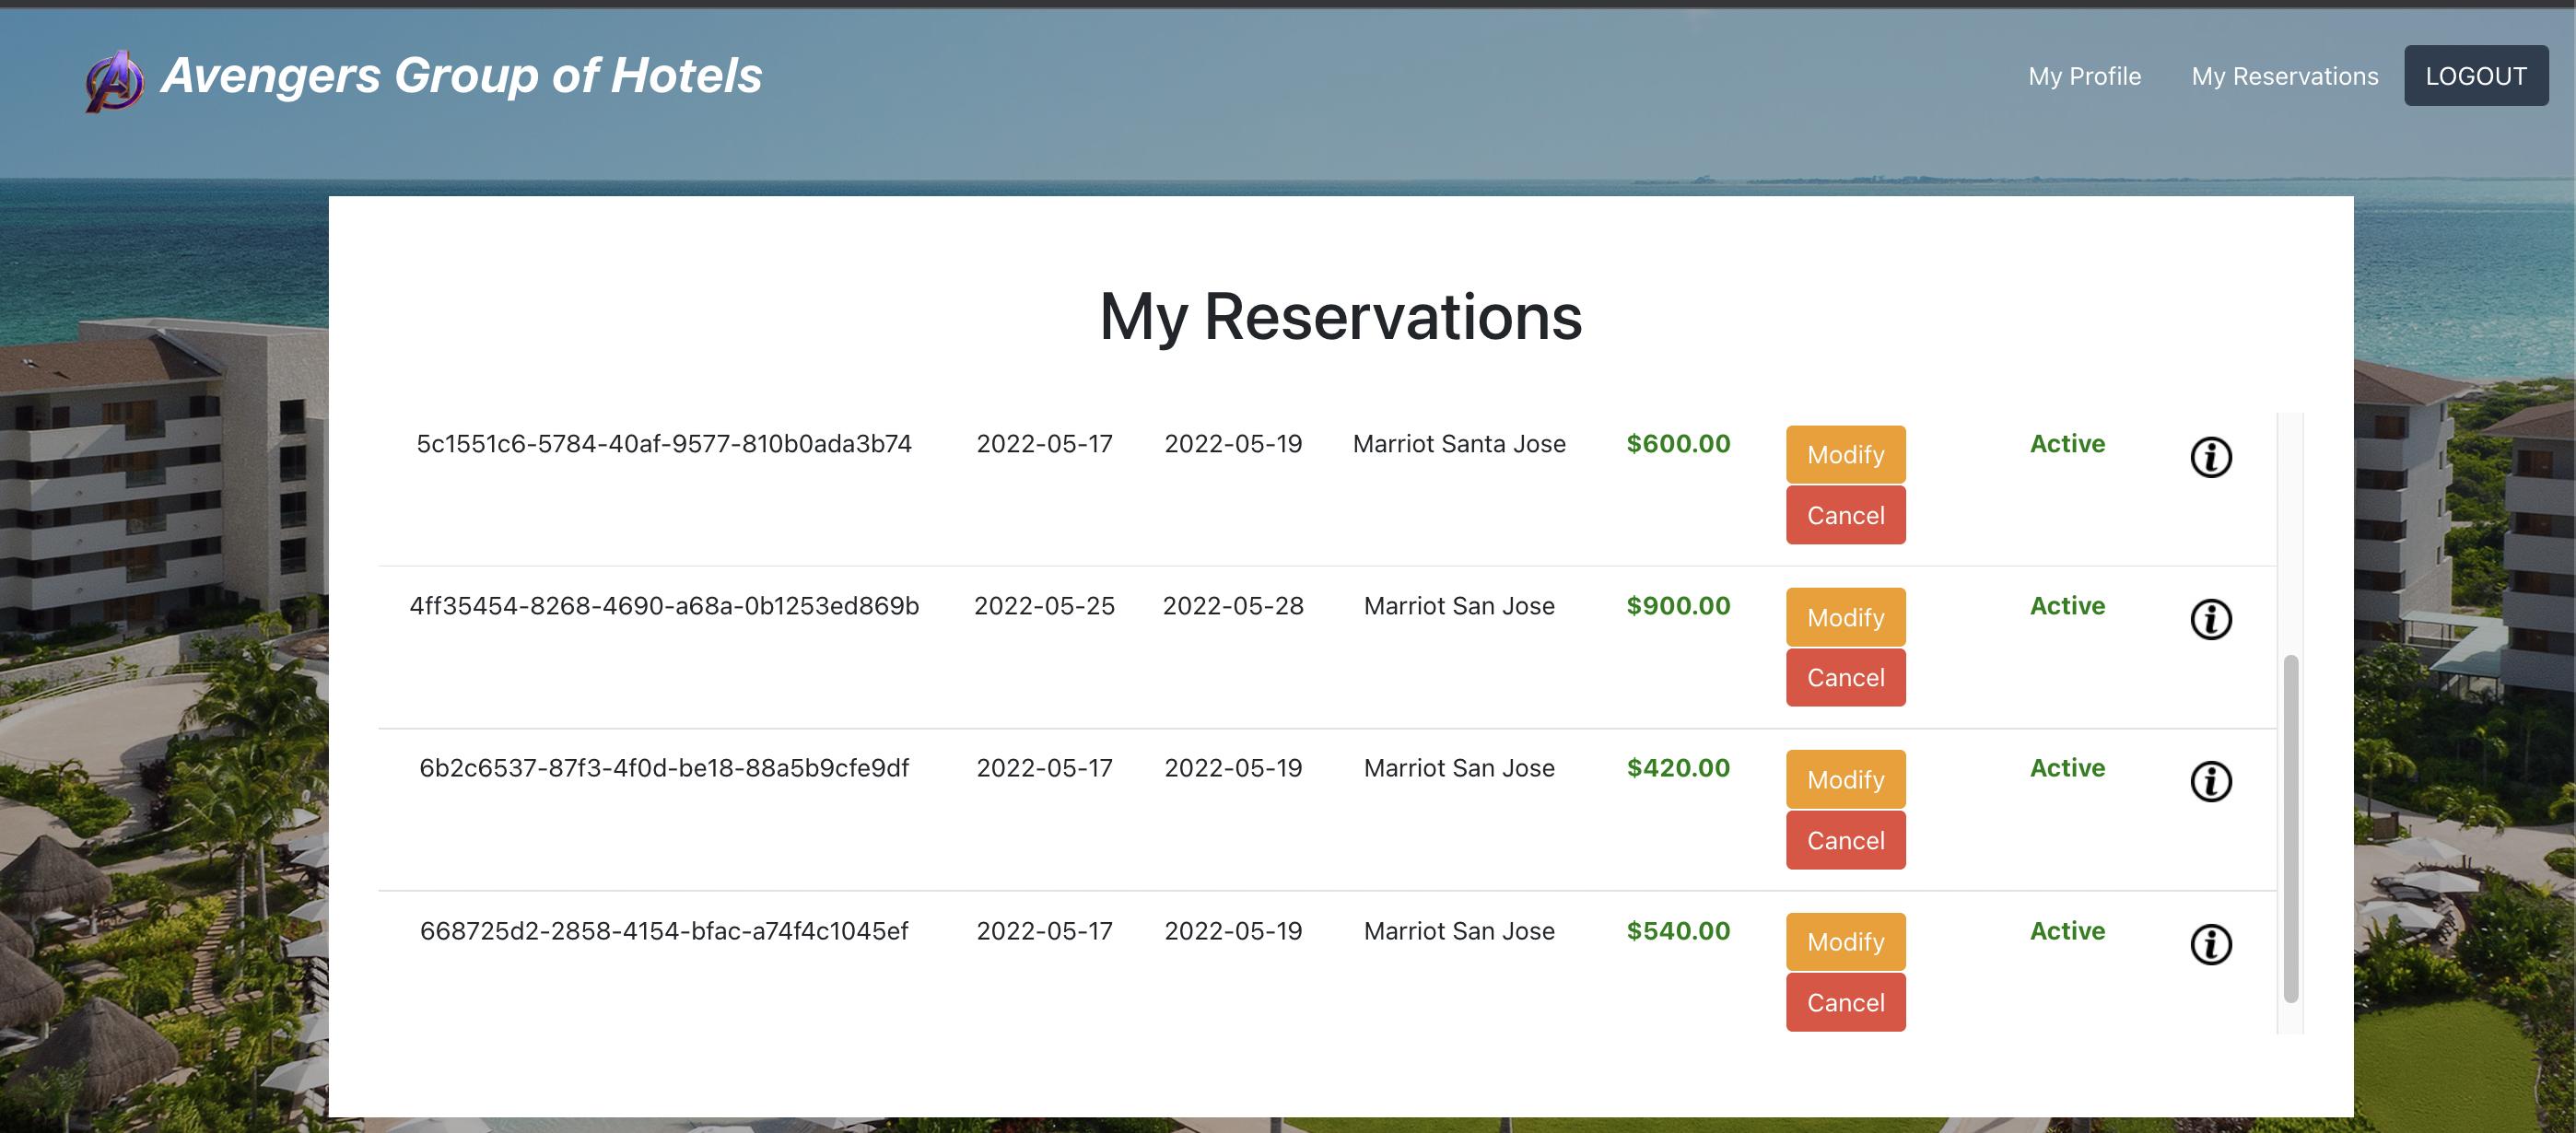 Avengers Group of Hotels
My Profile My Reservations LOGOUT
My Reservations
5c1551c6-5784-40af-9577-810b0ada3b74 2022-05-17 2022-05-19 Marriot Santa Jose $600.00 Modify Active
Cancel
4ff35454-8268-4690-a68a-0b1253ed869b 2022-05-25 2022-05-28 Marriot San Jose $900.00 Modify Active
Cancel
6b2c6537-87f3-4f0d-be18-88a5b9cfe9df 2022-05-17 2022-05-19 Marriot San Jose $420.00 Modify Active
Cancel
668725d2-2858-4154-bfac-a74f4c1045ef 2022-05-17 2022-05-19 Marriot San Jose $540.00 Modify Active
Cancel